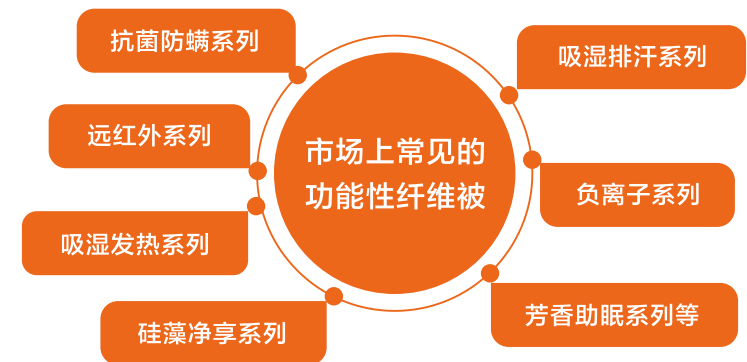 市场上常见的
功能性纤维被
抗菌防螨系列
远红外系列
吸湿发热系列
硅藻净享系列
吸湿排汗系列
负离子系列
芳香助眠系列等